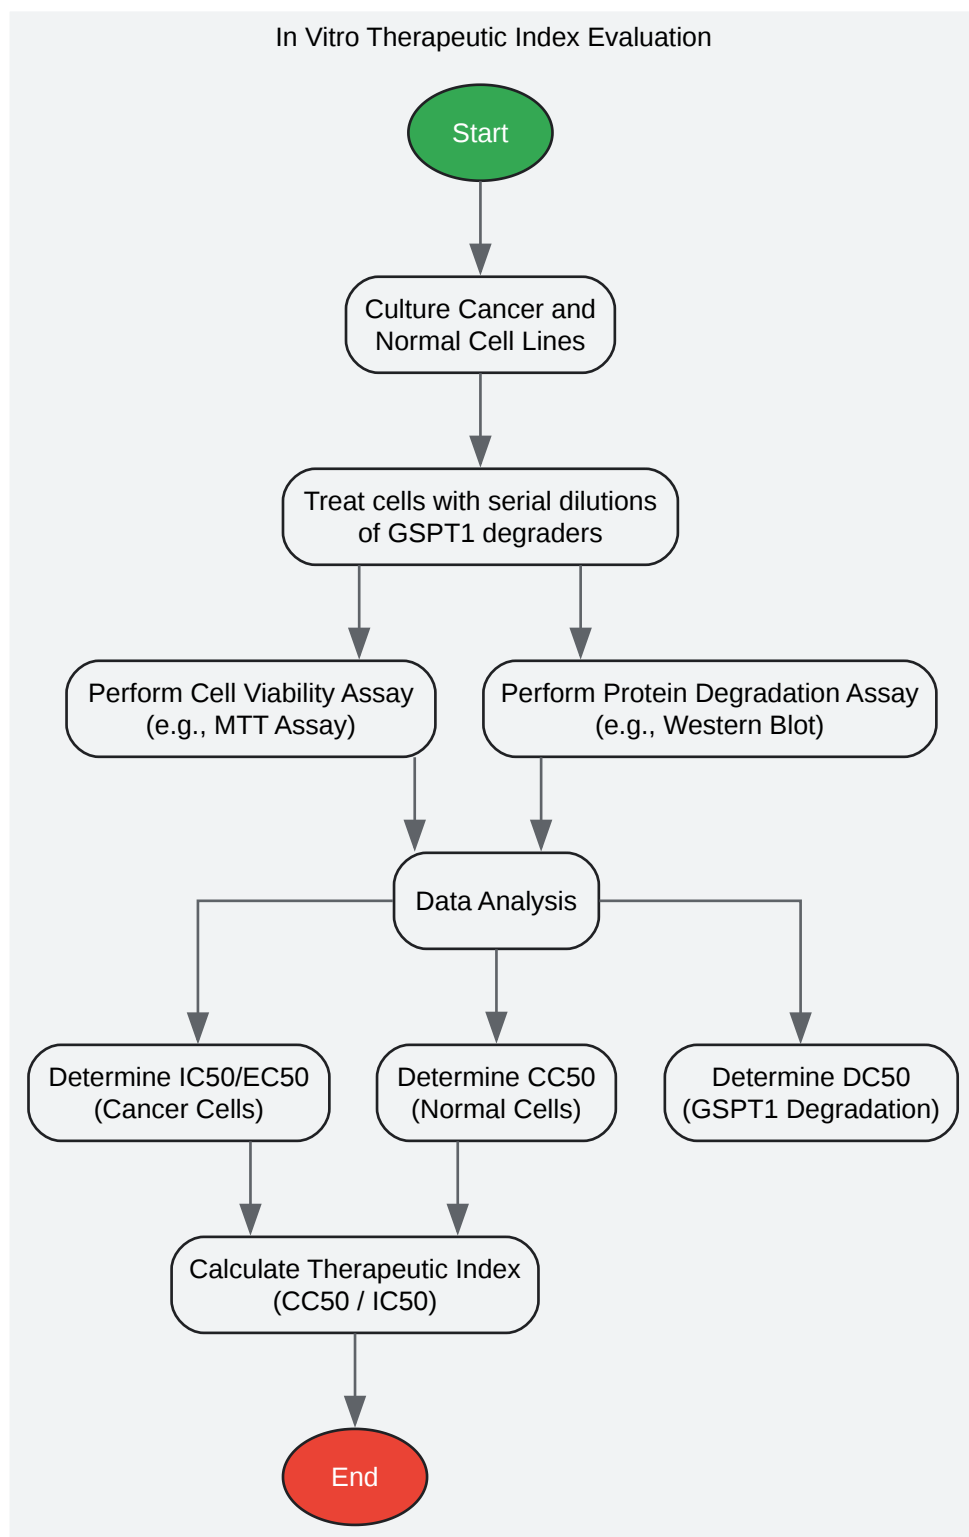 In Vitro Therapeutic Index Evaluation
Start
Culture Cancer and
Normal Cell Lines
Treat cells with serial dilutions
of GSPT1 degraders
Perform Cell Viability Assay
(e.g., MTT Assay)
Perform Protein Degradation Assay
(e.g., Western Blot)
Data Analysis
Determine IC50/EC50
(Cancer Cells)
Determine CC50
(Normal Cells)
Determine DC50
(GSPT1 Degradation)
Calculate Therapeutic Index
(CC50 / IC50)
End